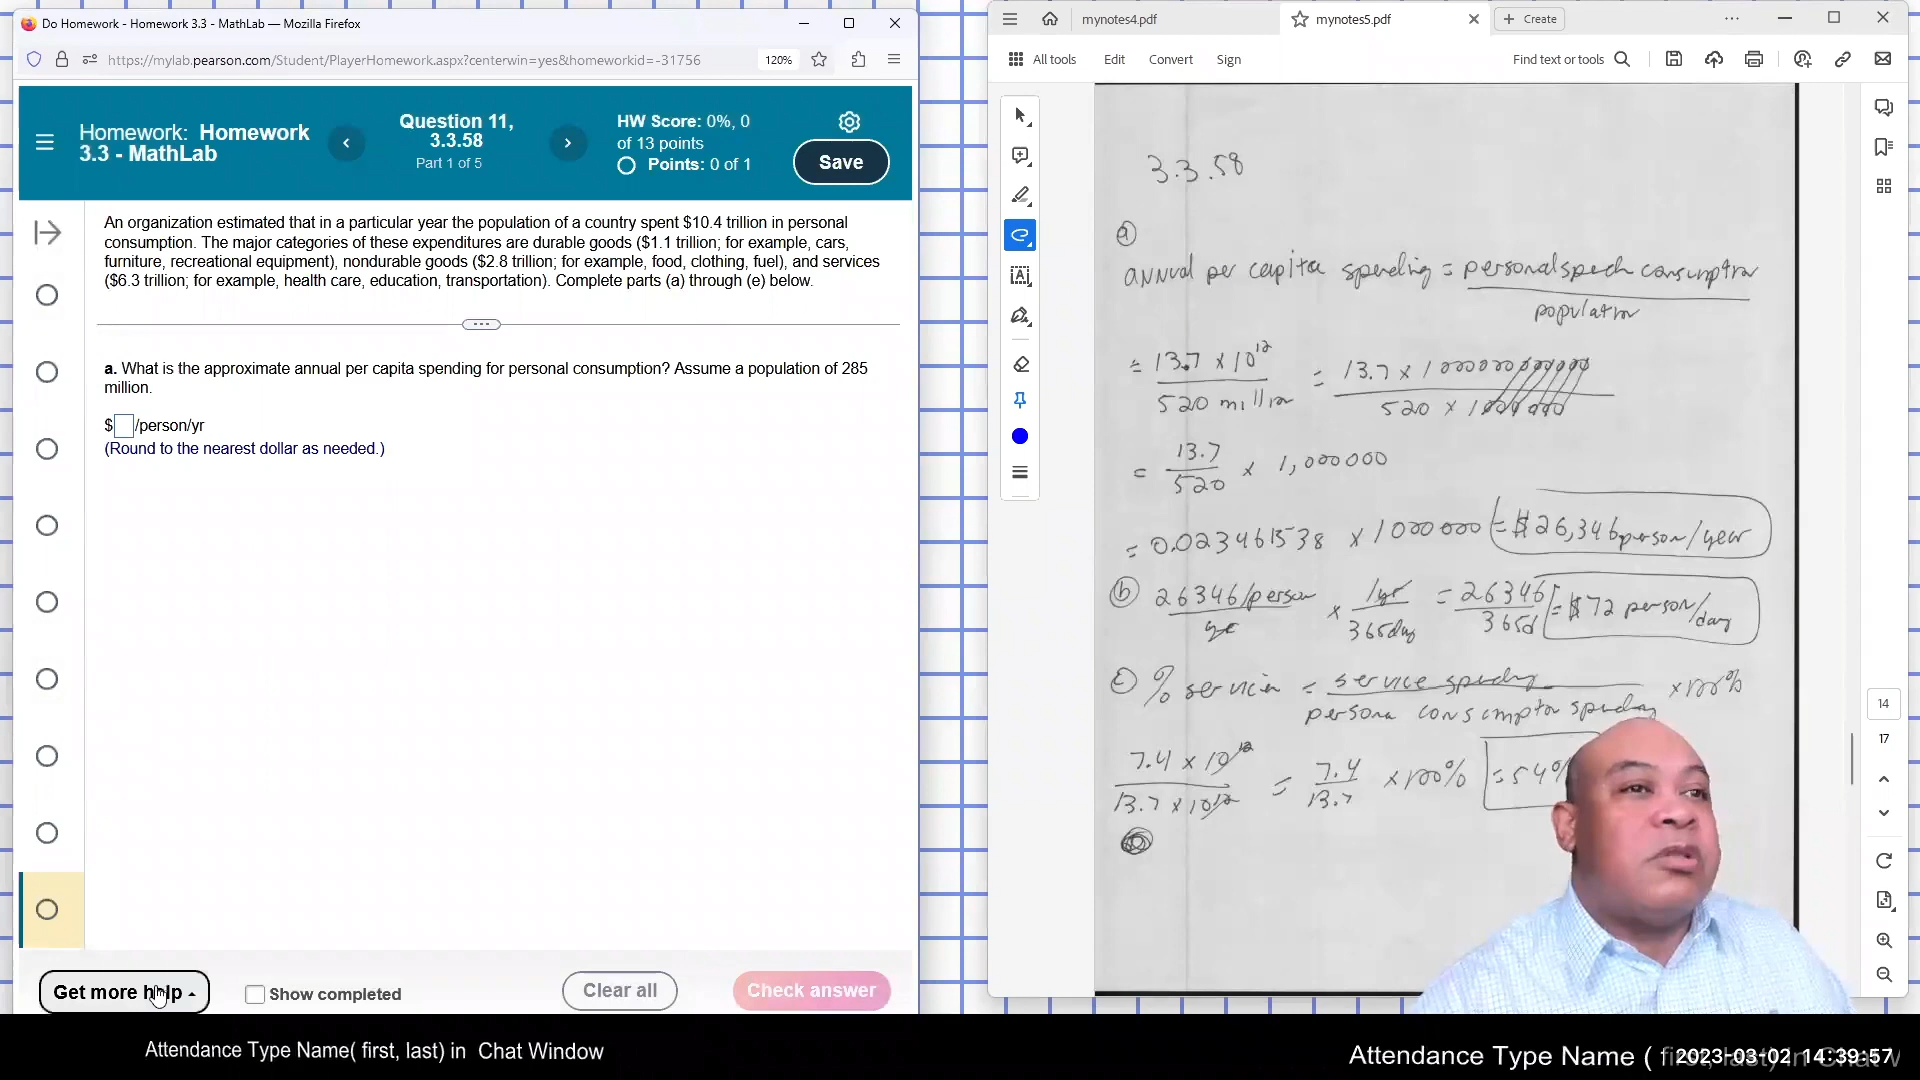 Do Homework - Homework 3.3 - MathLab — Mozilla Firefox
https://mylab.pearson.com/Student/PlayerHomework.aspx?centerwin=yes&homeworkid=-31756
120%
Homework: Homework 3.3 - MathLab
Question 11, 3.3.58
Part 1 of 5
HW Score: 0%, 0 of 13 points
Points: 0 of 1
Save
An organization estimated that in a particular year the population of a country spent $10.4 trillion in personal
consumption. The major categories of these expenditures are durable goods ($1.1 trillion; for example, cars,
furniture, recreational equipment), nondurable goods ($2.8 trillion; for example, food, clothing, fuel), and services
($6.3 trillion; for example, health care, education, transportation). Complete parts (a) through (e) below.
a. What is the approximate annual per capita spending for personal consumption? Assume a population of 285
million.
$ /person/yr
(Round to the nearest dollar as needed.)
Get more help
Show completed
Clear all
Check answer
mynotes4.pdf
mynotes5.pdf
Create
All tools
Edit
Convert
Sign
Find text or tools
3.3.58
a
annual per capita spending = personal consumption
population
= 13.7 × 10^12
520 million
= 13.7 × 1000000000000
520 × 1000000
= 13.7
520
× 1,000000
= 0.023461538 × 1000000 = $26,346 person/year
b 26346/person
yr
× 1yr
365day
= 26346
365d
= $72 person/day
c % service = service spending
persona consumption spending
× 100%
7.4 × 10^12
13.7 × 10^12
= 7.4
13.7
× 100% = 54%
14
17
Attendance Type Name( first, last) in Chat Window
Attendance Type Name (
2023-03-02 14:39:57